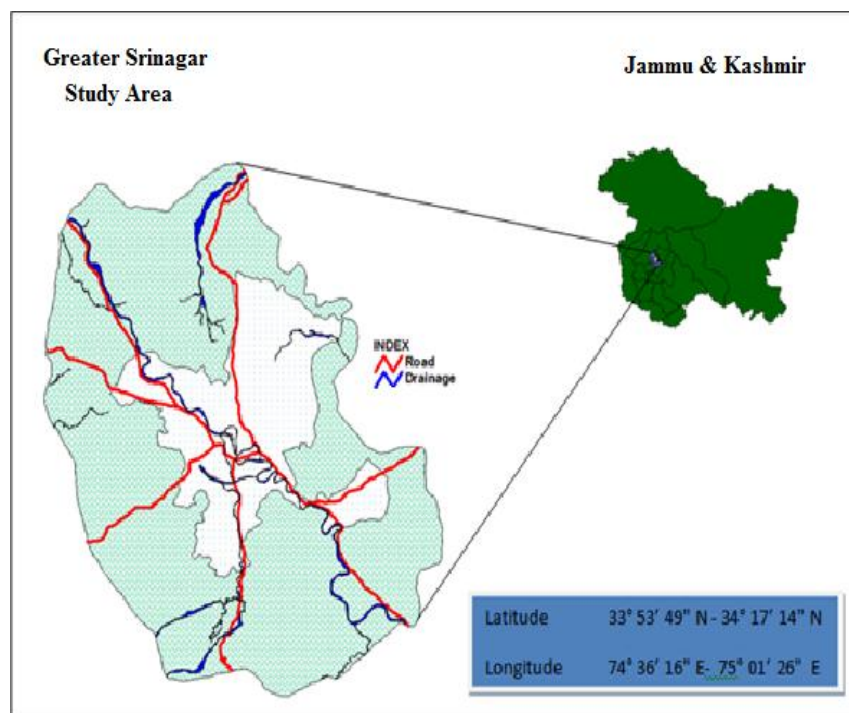 Greater Srinagar
Study Area
Jammu & Kashmir
INDEX
Road
Drainage
Latitude 33° 53′ 49″ N - 34° 17′ 14″ N
Longitude 74° 36′ 16″ E- 75° 01′ 26″ E